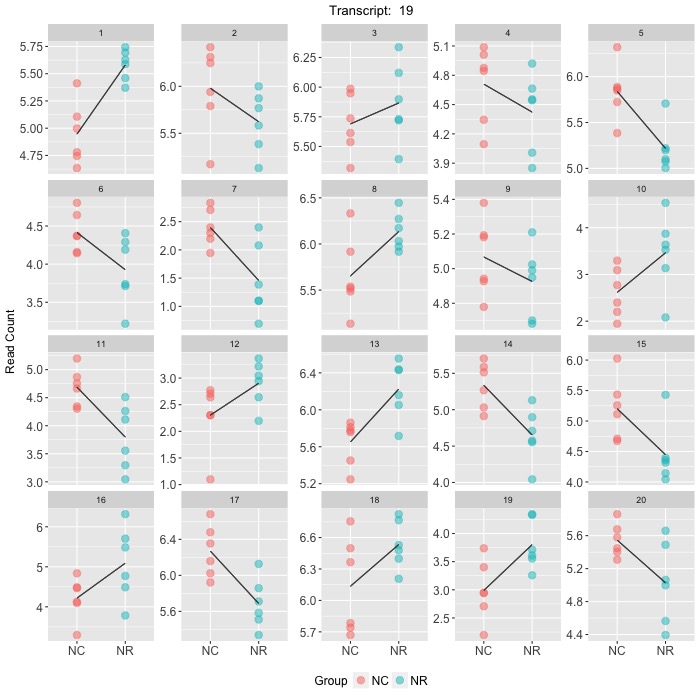 Transcript: 19
1 2 3 4 5
5.75 5.50 5.25 5.00 4.75
6.0 5.5
6.25 6.00 5.75 5.50
5.1 4.8 4.5 4.2 3.9
6.0 5.5 5.0
6 7 8 9 10
4.5 4.0 3.5
2.5 2.0 1.5 1.0
6.5 6.0 5.5
5.4 5.2 5.0 4.8
4 3 2
Read Count
11 12 13 14 15
5.0 4.5 4.0 3.5 3.0
3.0 2.5 2.0 1.5 1.0
6.4 6.0 5.6 5.2
5.5 5.0 4.5 4.0
6.0 5.5 5.0 4.5 4.0
16 17 18 19 20
6 5 4
6.4 6.0 5.6
6.6 6.3 6.0 5.7
4.0 3.5 3.0 2.5
5.6 5.2 4.8 4.4
NC NR NC NR NC NR NC NR NC NR
Group NC NR